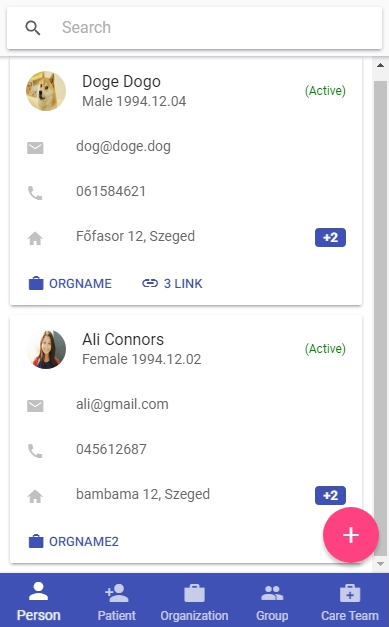 Search
Doge Dogo
Male 1994.12.04
(Active)
dog@doge.dog
061584621
Főfasor 12, Szeged
+2
ORGNAME
3 LINK
Ali Connors
Female 1994.12.02
(Active)
ali@gmail.com
045612687
bambama 12, Szeged
+2
ORGNAME2
Person
Patient
Organization
Group
Care Team